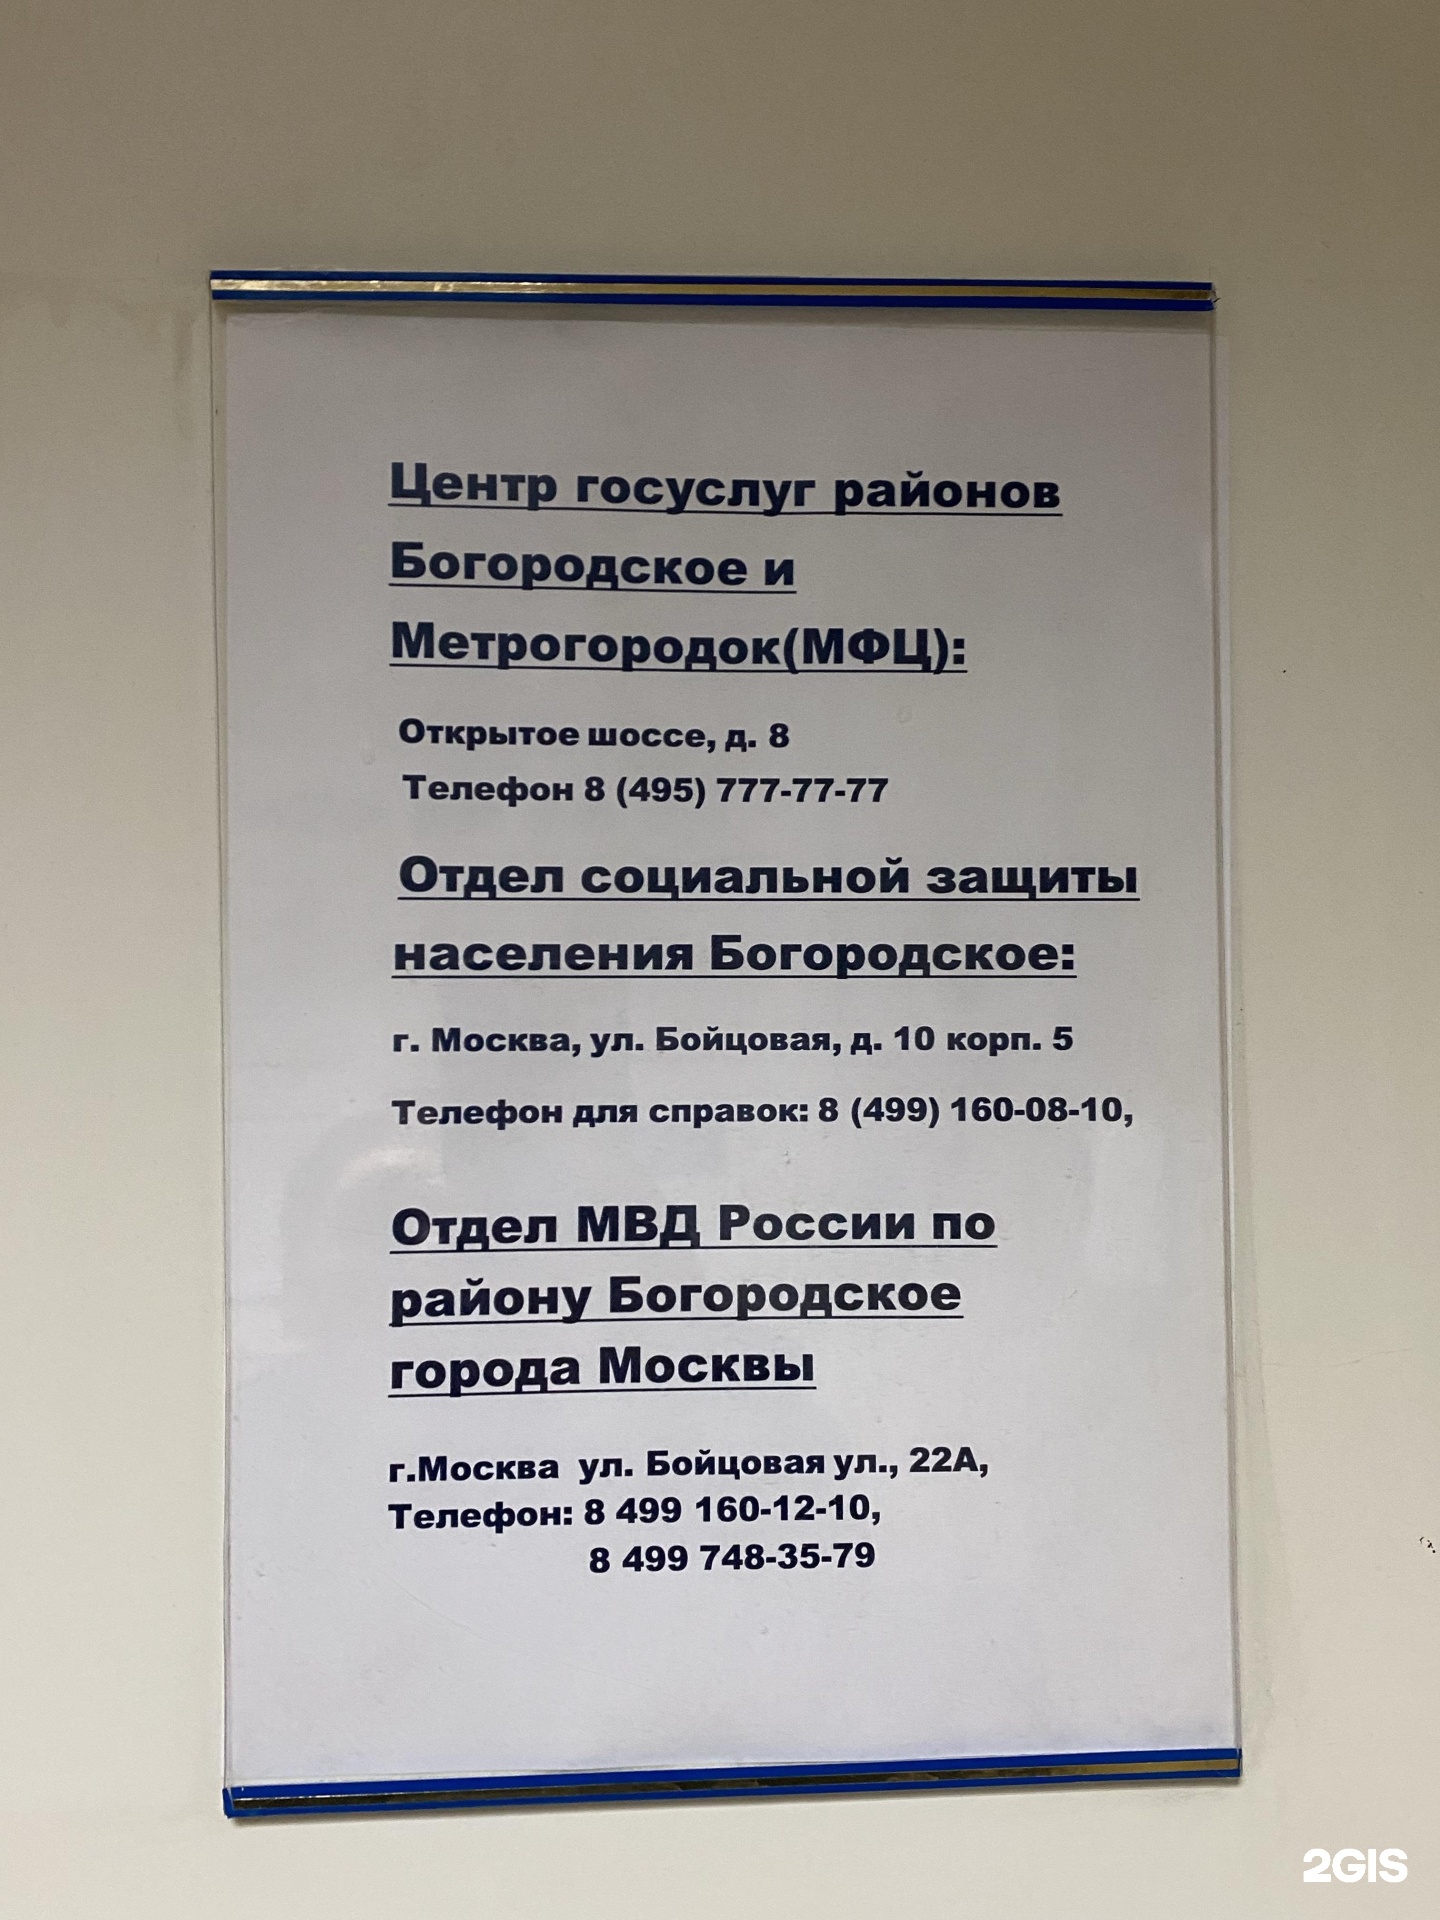 Центр госуслуг районов
Богородское и
Метрогородок(МФЦ):
Открытое шоссе, д. 8
Телефон 8 (495) 777-77-77
Отдел социальной защиты
населения Богородское:
г. Москва, ул. Бойцовая, д. 10 корп. 5
Телефон для справок: 8 (499) 160-08-10,
Отдел МВД России по
району Богородское
города Москвы
г.Москва ул. Бойцовая ул., 22А,
Телефон: 8 499 160-12-10,
8 499 748-35-79
2GIS